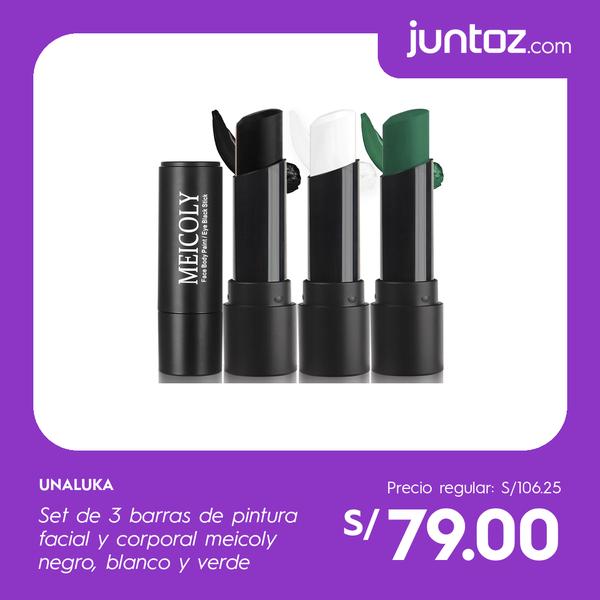 juntoz.com
MEICOLY
Face Body Paint / Eye Black Stick
UNALUKA
Set de 3 barras de pintura
facial y corporal meicoly
negro, blanco y verde
Precio regular: S/106.25
S/79.00